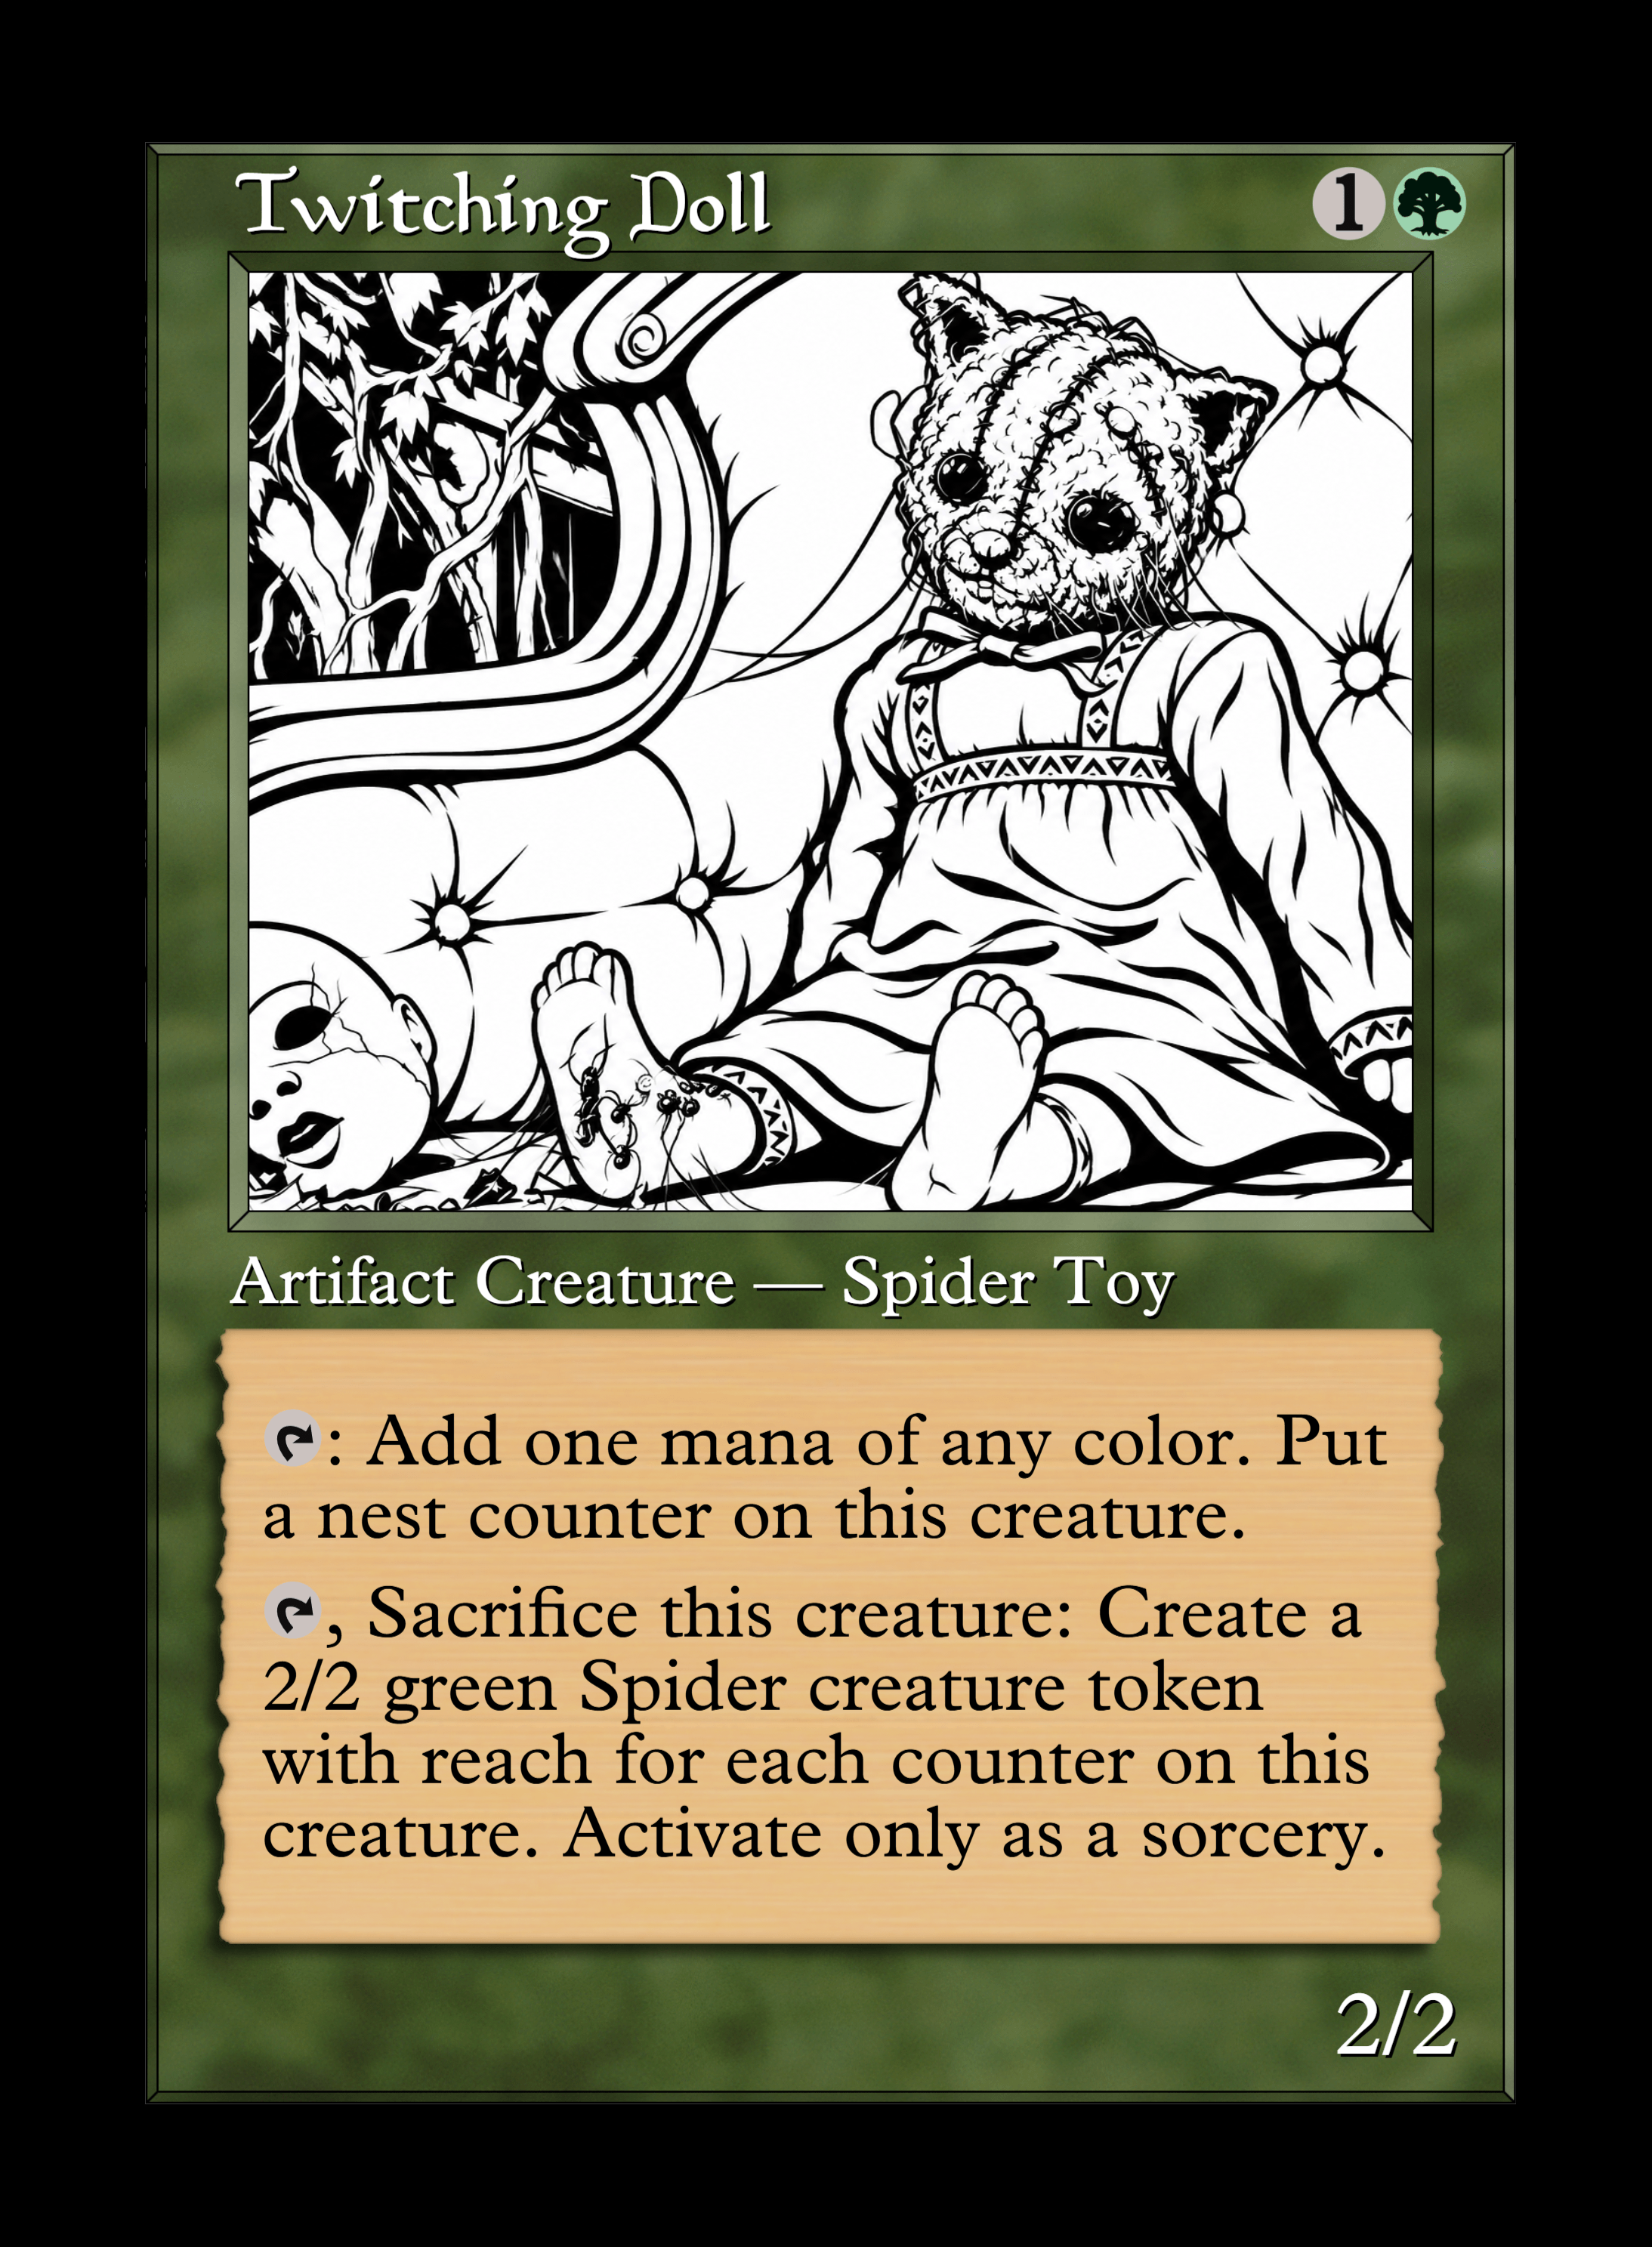 Twitching Doll 1
Artifact Creature — Spider Toy
: Add one mana of any color. Put
a nest counter on this creature.
, Sacrifice this creature: Create a
2/2 green Spider creature token
with reach for each counter on this
creature. Activate only as a sorcery.
2/2